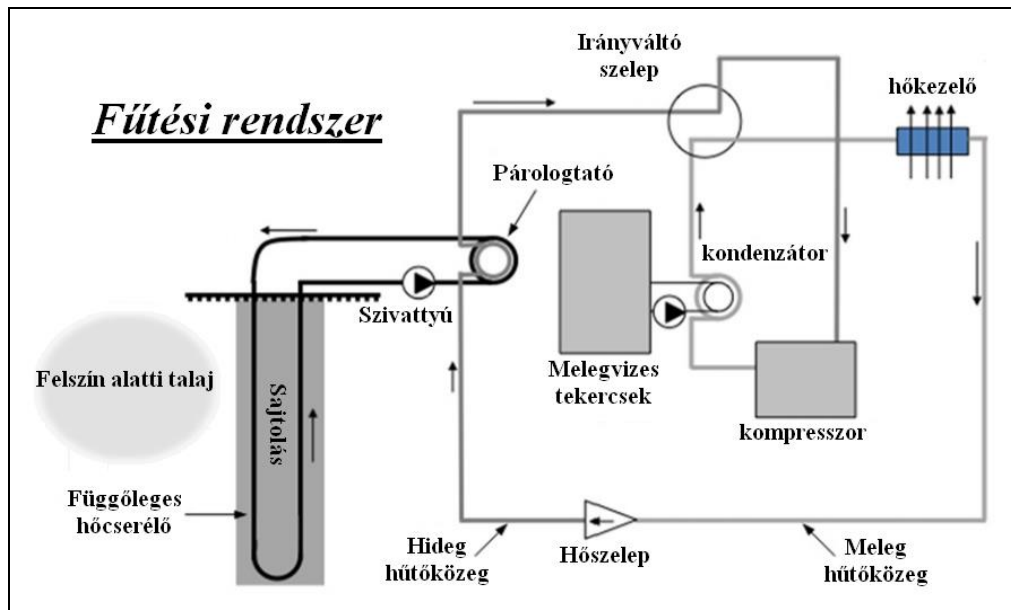 Fűtési rendszer
Irányváltó
szelep
hőkezelő
Párologtató
kondenzátor
Szivattyú
Melegvizes
tekercsek
kompresszor
Felszín alatti talaj
Sajtolás
Függőleges
hőcserélő
Hideg
hűtőközeg
Hőszelep
Meleg
hűtőközeg